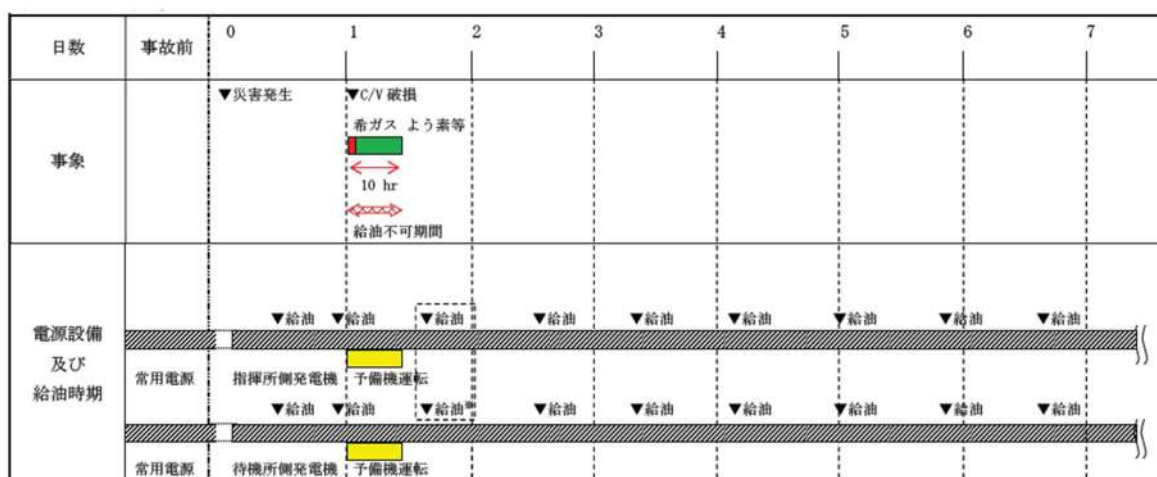 日数 事故前 0 1 2 3 4 5 6 7
▼災害発生 ▼C/V 破損
希ガス よう素等
事象
10 hr
給油不可期間
▼給油 ▼給油 ▼給油 ▼給油 ▼給油 ▼給油 ▼給油 ▼給油 ▼給油
電源設備
及び
給油時期
常用電源 指揮所側発電機 予備機運転
▼給油 ▼給油 ▼給油※ ▼給油 ▼給油 ▼給油 ▼給油 ▼給油 ▼給油
常用電源 待機所側発電機 予備機運転